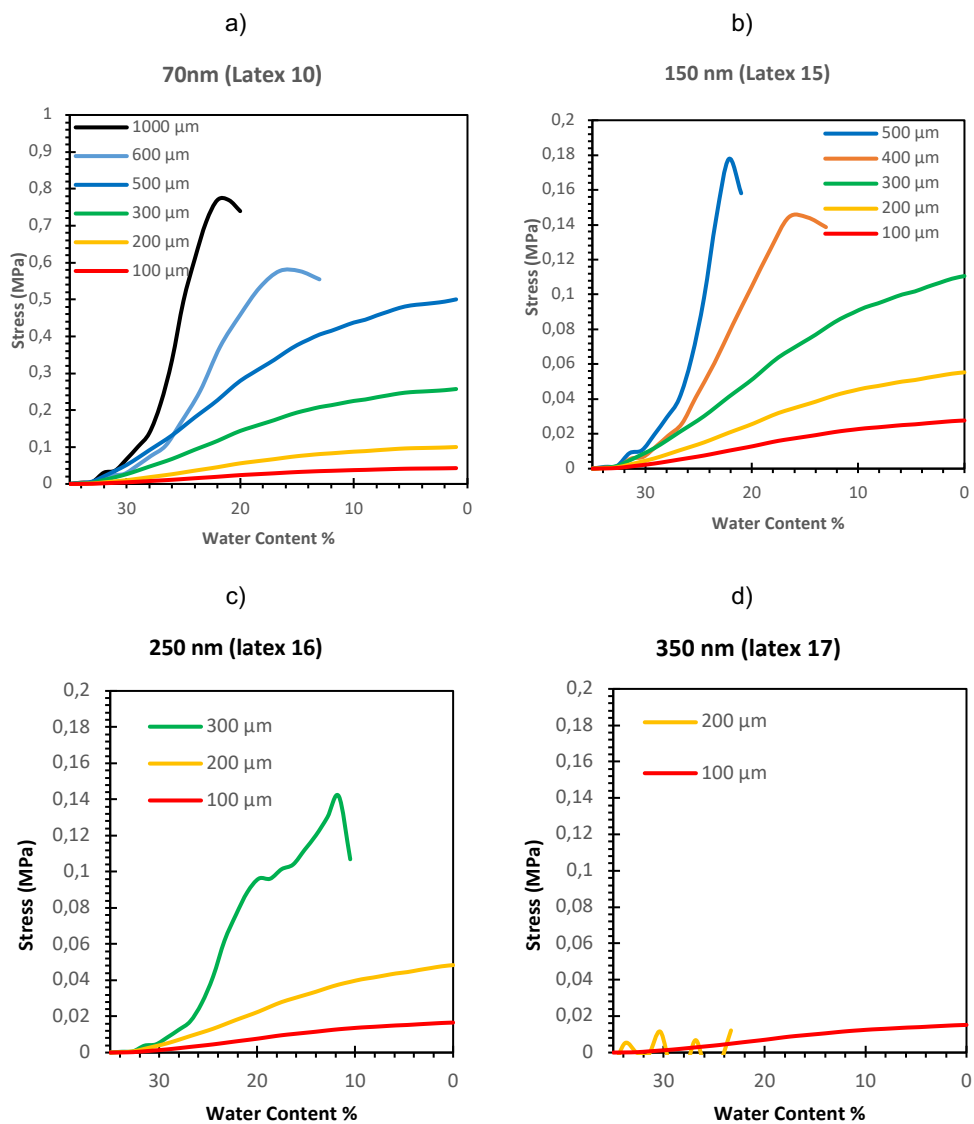 a)
70nm (Latex 10)
1
0,9
0,8
0,7
0,6
0,5
0,4
0,3
0,2
0,1
0
Stress (MPa)
1000 µm
600 µm
500 µm
300 µm
200 µm
100 µm
30
20
10
0
Water Content %
b)
150 nm (Latex 15)
0,2
0,18
0,16
0,14
0,12
0,1
0,08
0,06
0,04
0,02
0
Stress (MPa)
500 µm
400 µm
300 µm
200 µm
100 µm
30
20
10
0
Water Content %
c)
250 nm (latex 16)
0,2
0,18
0,16
0,14
0,12
0,1
0,08
0,06
0,04
0,02
0
Stress (MPa)
300 µm
200 µm
100 µm
30
20
10
0
Water Content %
d)
350 nm (latex 17)
0,2
0,18
0,16
0,14
0,12
0,1
0,08
0,06
0,04
0,02
0
Stress (MPa)
200 µm
100 µm
30
20
10
0
Water Content %